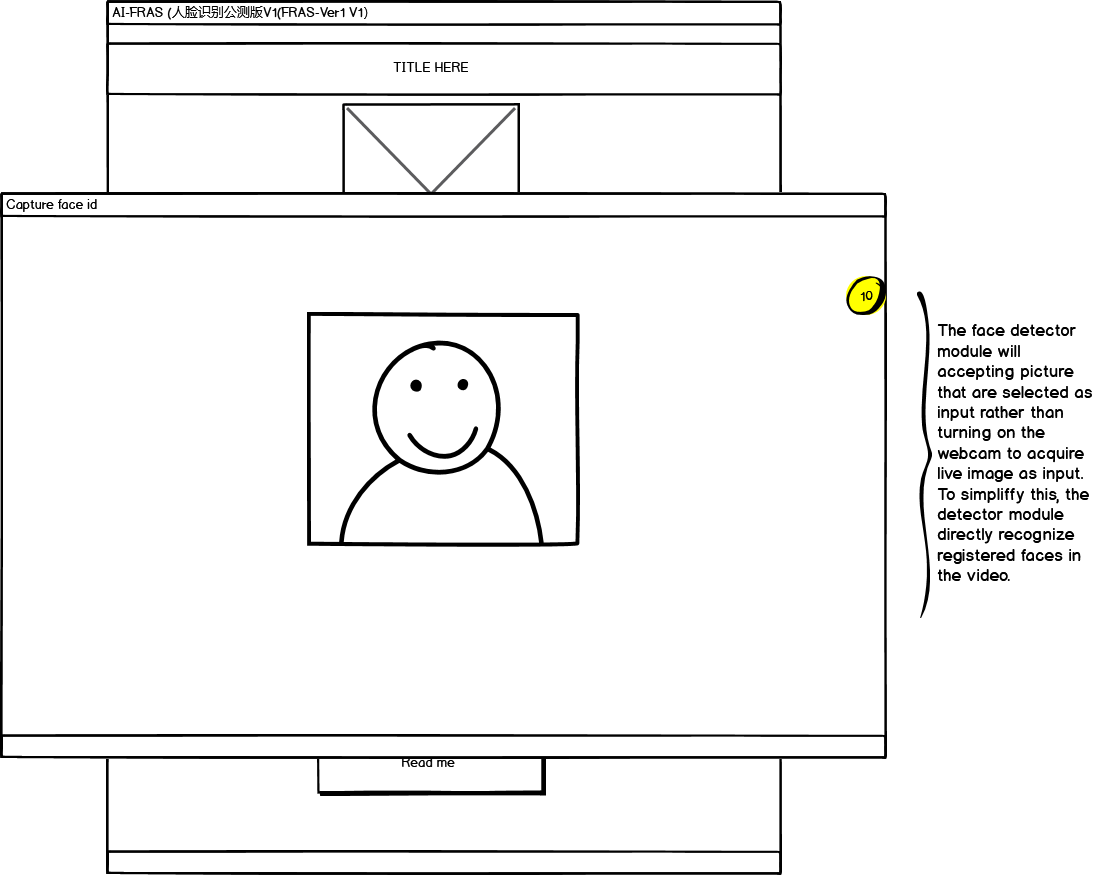 AI-FRAS (人脸识别公测版V1(FRAS-Ver1 V1)
TITLE HERE
Capture face id
10
The face detector
module will
accepting picture
that are selected as
input rather than
turning on the
webcam to acquire
live image as input.
To simpliffy this, the
detector module
directly recognize
registered faces in
the video.
Read me